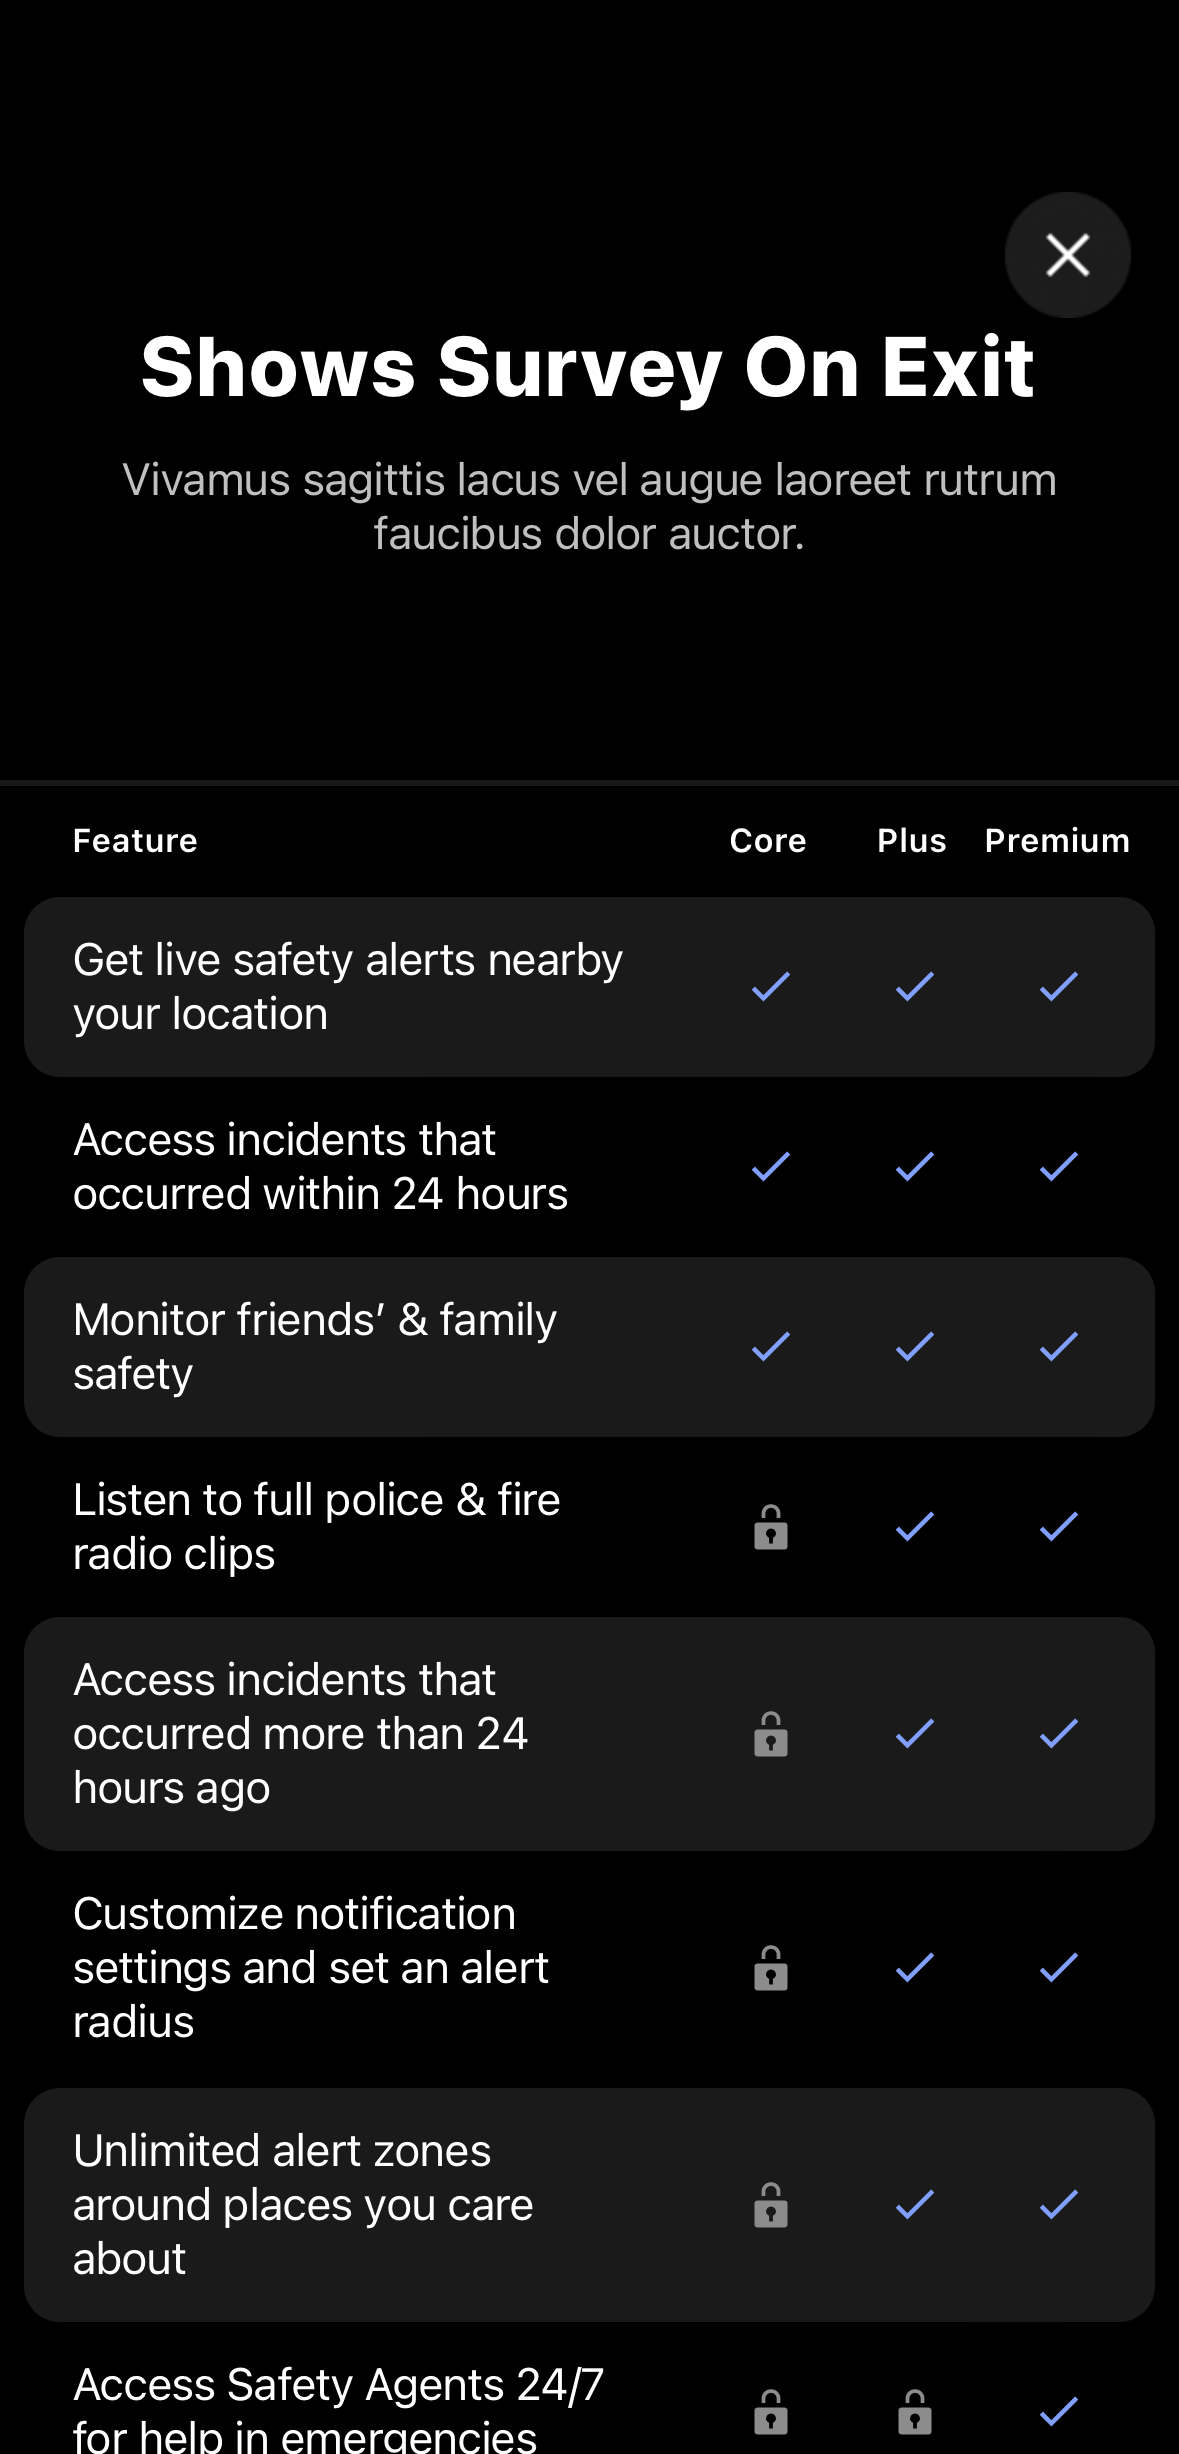 Shows Survey On Exit
Vivamus sagittis lacus vel augue laoreet rutrum
faucibus dolor auctor.
Feature Core Plus Premium
Get live safety alerts nearby
your location
Access incidents that
occurred within 24 hours
Monitor friends’ & family
safety
Listen to full police & fire
radio clips
Access incidents that
occurred more than 24
hours ago
Customize notification
settings and set an alert
radius
Unlimited alert zones
around places you care
about
Access Safety Agents 24/7
for help in emergencies